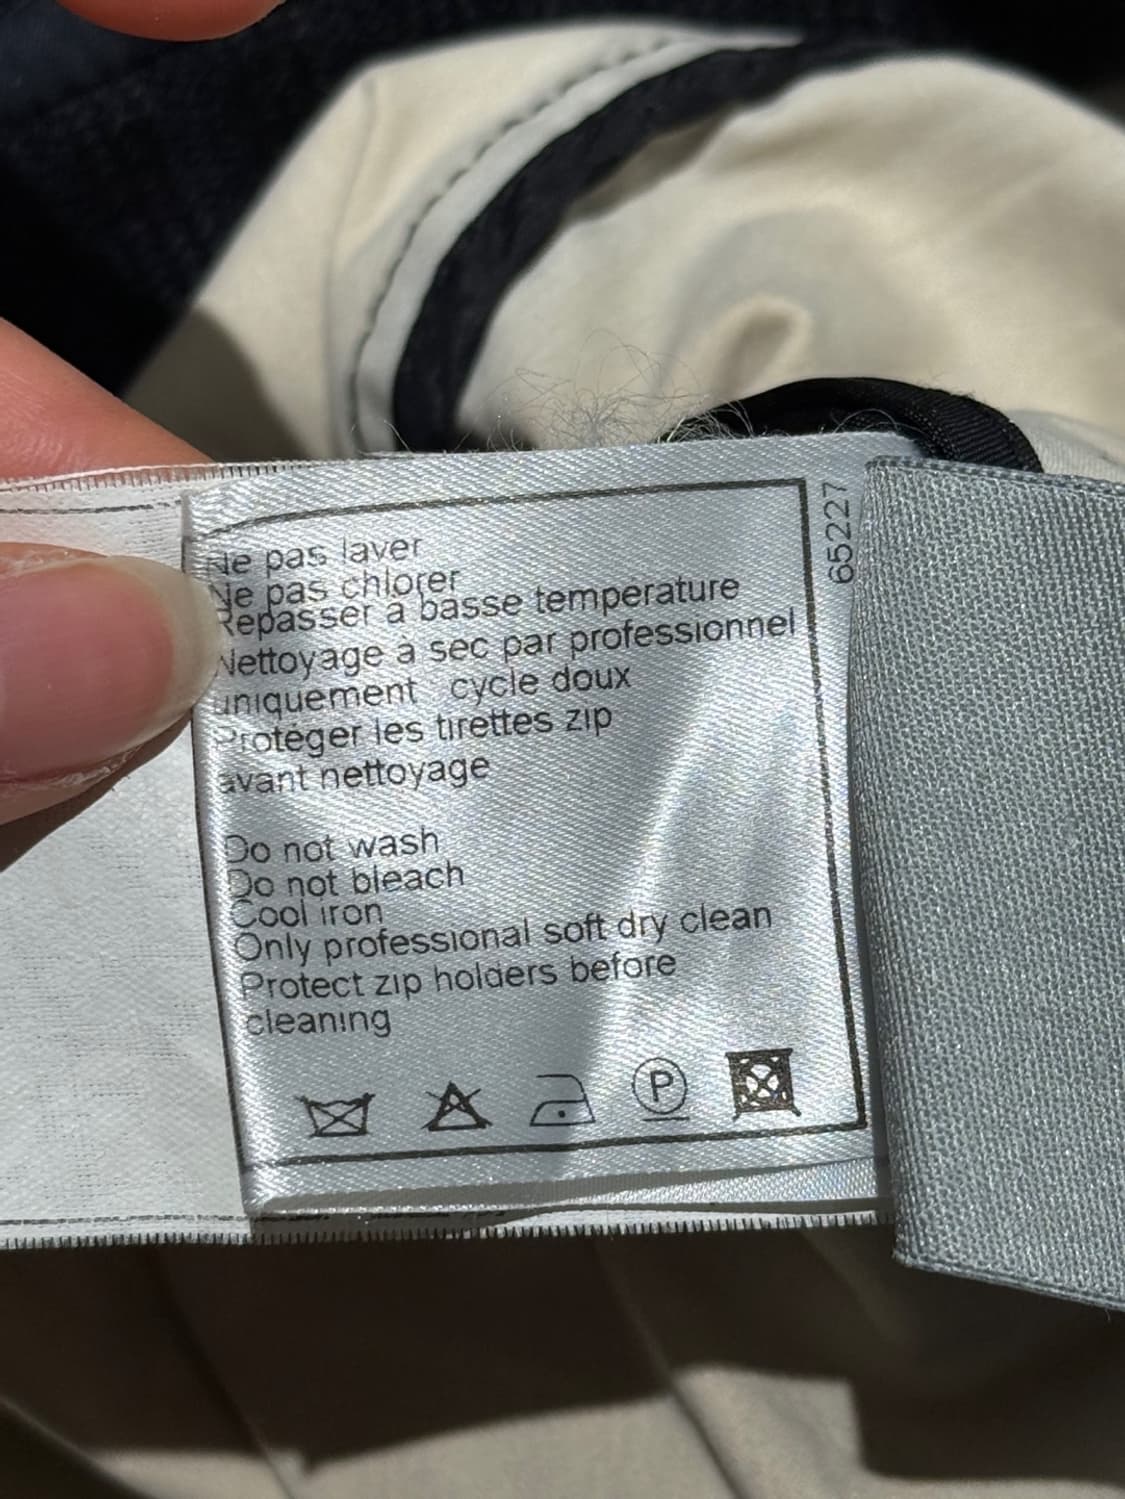 Ne pas laver
Ne pas chlorer
Repasser à basse temperature
Nettoyage à sec par professionnel
uniquement cycle doux
Protéger les tirettes zip
avant nettoyage
Do not wash
Do not bleach
Cool iron
Only professional soft dry clean
Protect zip holders before
cleaning
P
65227